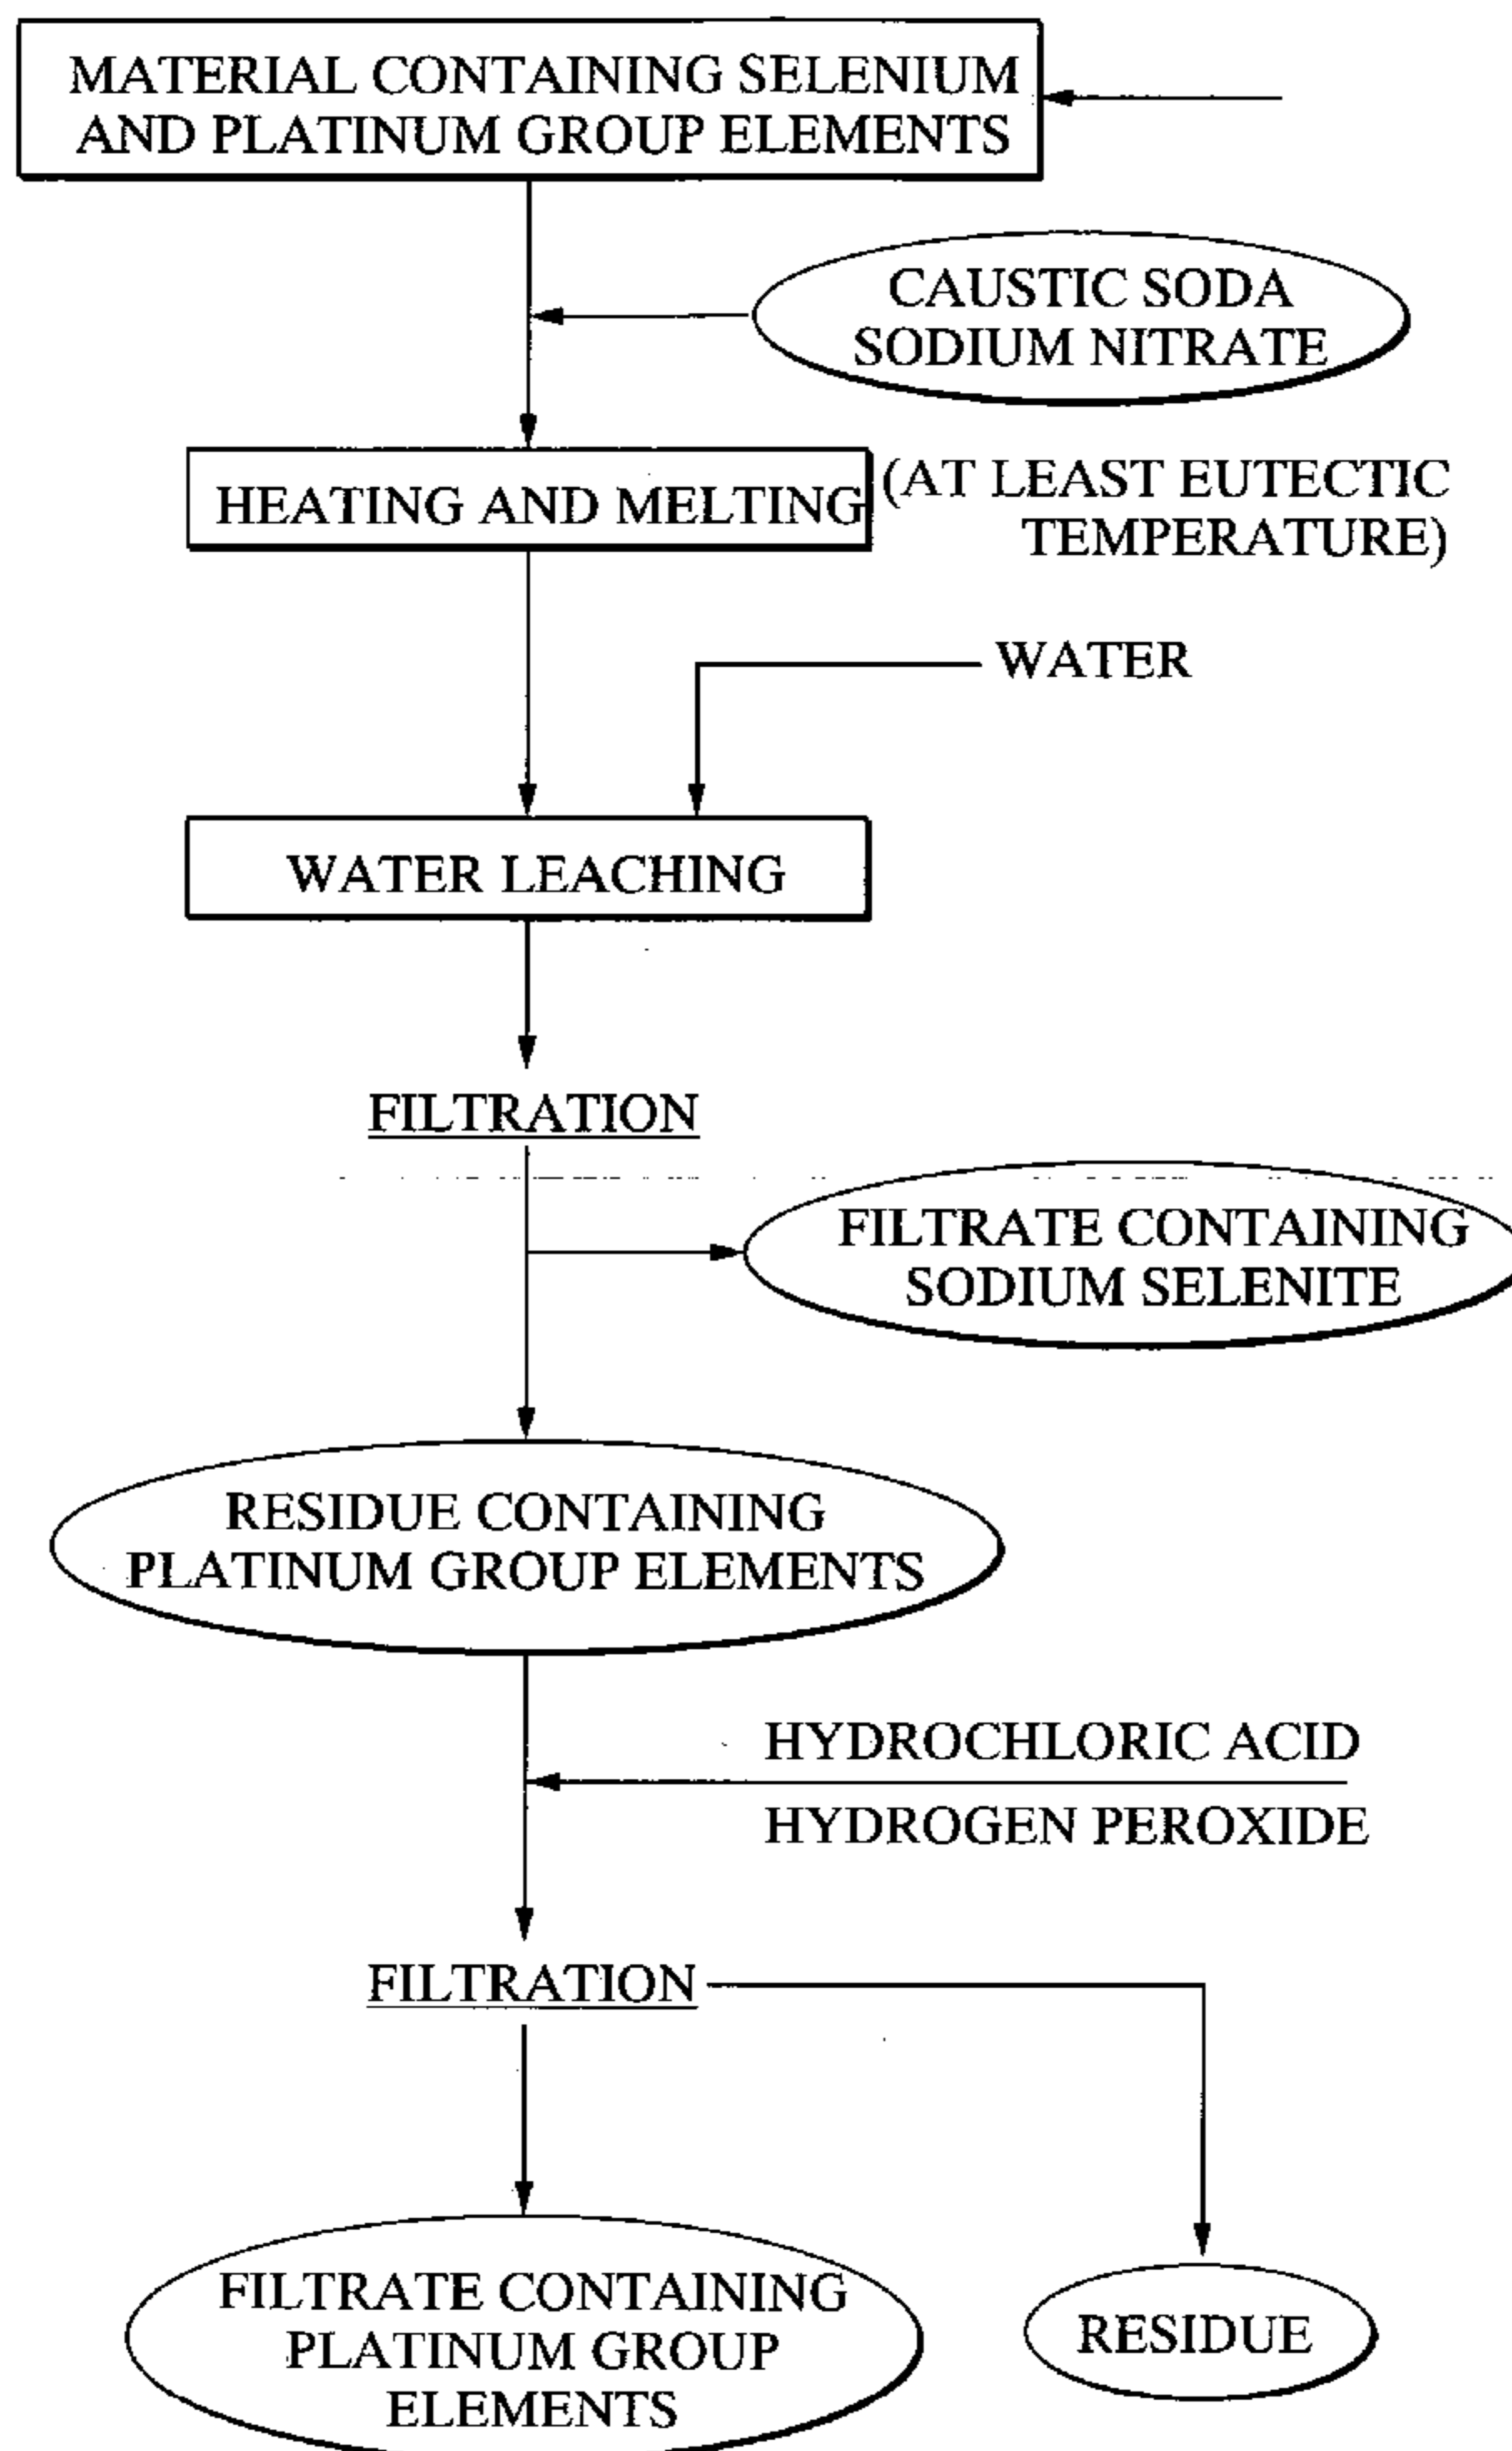 MATERIAL CONTAINING SELENIUM
AND PLATINUM GROUP ELEMENTS
CAUSTIC SODA
SODIUM NITRATE
HEATING AND MELTING
(AT LEAST EUTECTIC
TEMPERATURE)
WATER
WATER LEACHING
FILTRATION
FILTRATE CONTAINING
SODIUM SELENITE
RESIDUE CONTAINING
PLATINUM GROUP ELEMENTS
HYDROCHLORIC ACID
HYDROGEN PEROXIDE
FILTRATION
FILTRATE CONTAINING
PLATINUM GROUP
ELEMENTS
RESIDUE